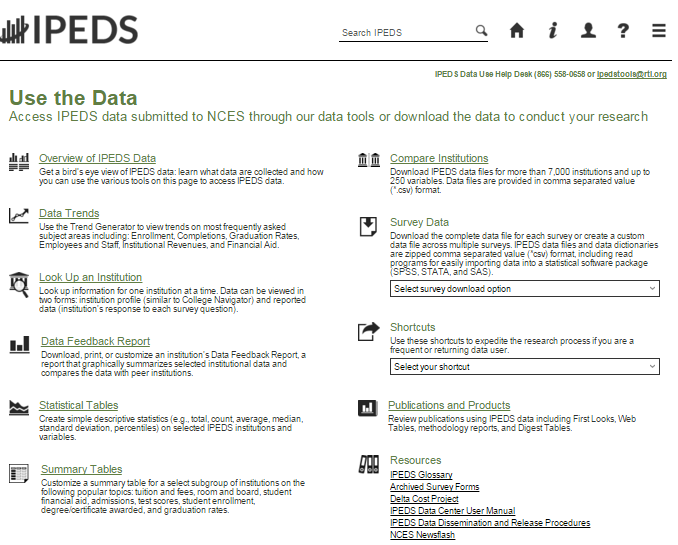 IPEDS
Search IPEDS
IPEDS Data Use Help Desk (866) 558-0658 or ipedstools@rti.org
Use the Data
Access IPEDS data submitted to NCES through our data tools or download the data to conduct your research
Overview of IPEDS Data
Get a bird's eye view of IPEDS data: learn what data are collected and how
you can use the various tools on this page to access IPEDS data.
Data Trends
Use the Trend Generator to view trends on most frequently asked
subject areas including: Enrollment, Completions, Graduation Rates,
Employees and Staff, Institutional Revenues, and Financial Aid.
Look Up an Institution
Look up information for one institution at a time. Data can be viewed in
two forms: institution profile (similar to College Navigator) and reported
data (institution's response to each survey question).
Data Feedback Report
Download, print, or customize an institution's Data Feedback Report, a
report that graphically summarizes selected institutional data and
compares the data with peer institutions.
Statistical Tables
Create simple descriptive statistics (e.g., total, count, average, median,
standard deviation, percentiles) on selected IPEDS institutions and
variables.
Summary Tables
Customize a summary table for a select subgroup of institutions on the
following popular topics: tuition and fees, room and board, student
financial aid, admissions, test scores, student enrollment,
degree/certificate awarded, and graduation rates.
Compare Institutions
Download IPEDS data files for more than 7,000 institutions and up to
250 variables. Data files are provided in comma separated value
(*.csv) format.
Survey Data
Download the complete data file for each survey or create a custom
data file across multiple surveys. IPEDS data files and data dictionaries
are zipped comma separated value (*csv) format, including read
programs for easily importing data into a statistical software package
(SPSS, STATA, and SAS).
Select survey download option
Shortcuts
Use these shortcuts to expedite the research process if you are a
frequent or returning data user.
Select your shortcut
Publications and Products
Review publications using IPEDS data including First Looks, Web
Tables, methodology reports, and Digest Tables.
Resources
IPEDS Glossary
Archived Survey Forms
Delta Cost Project
IPEDS Data Center User Manual
IPEDS Data Dissemination and Release Procedures
NCES Newsflash